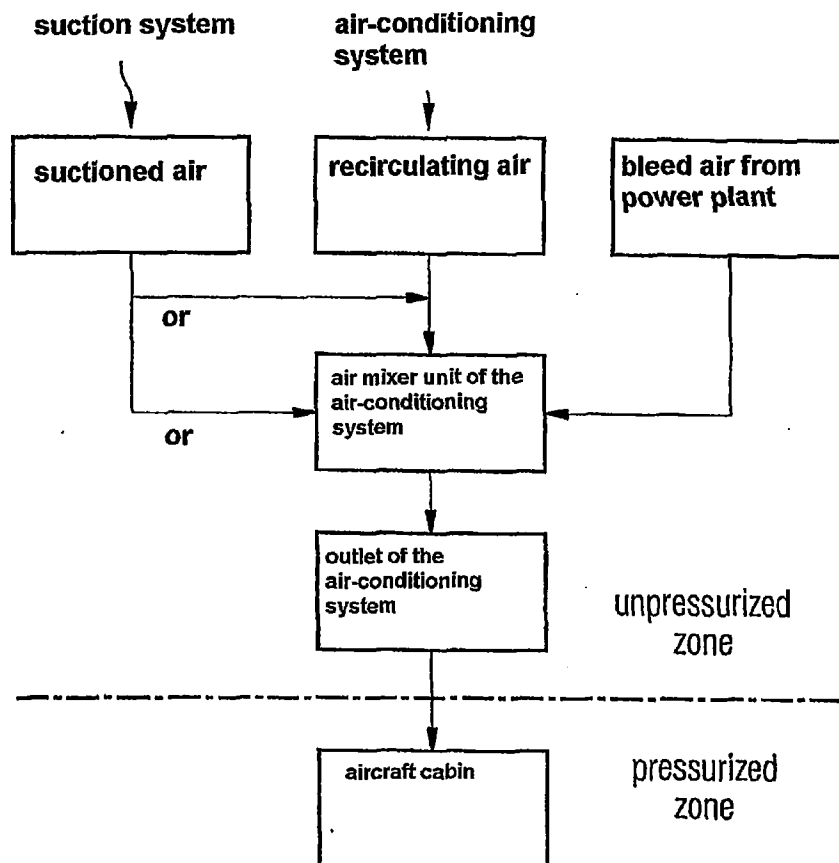 suction system
air-conditioning
system
suctioned air
recirculating air
bleed air from
power plant
or
air mixer unit of the
air-conditioning
system
or
outlet of the
air-conditioning
system
unpressurized
zone
aircraft cabin
pressurized
zone